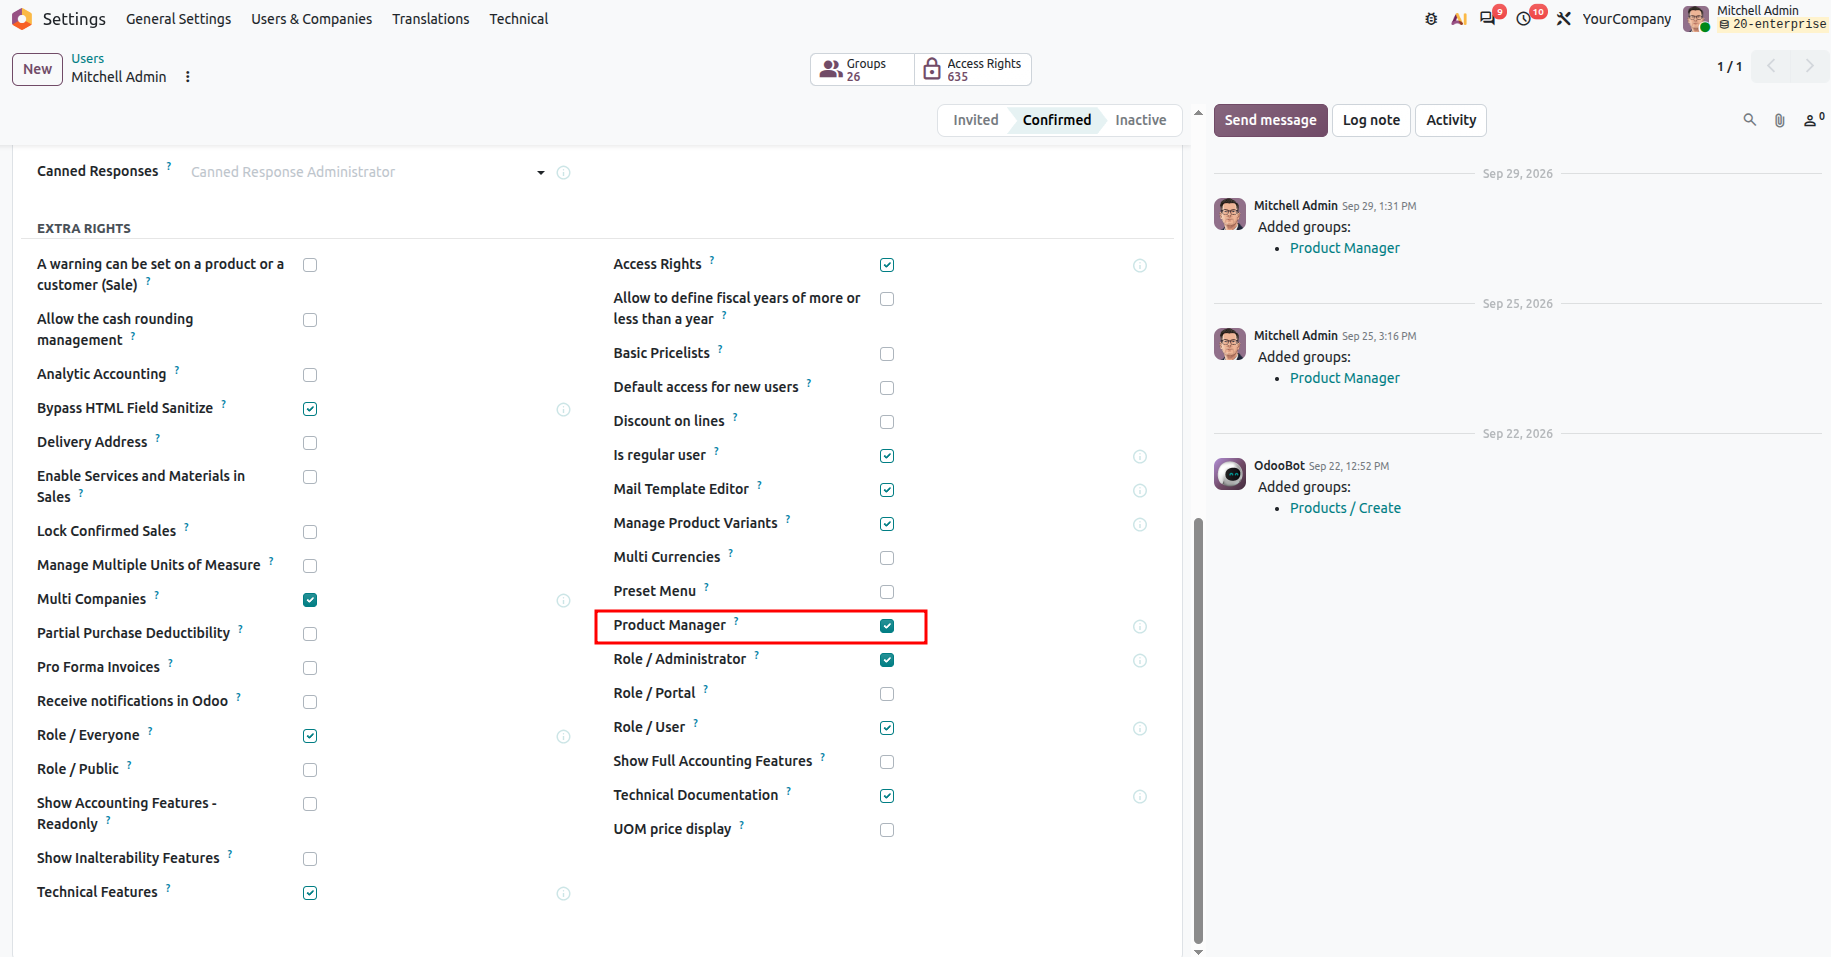 Settings General Settings Users & Companies Translations Technical
AI 9 10 YourCompany
Mitchell Admin
20-enterprise
New
Users
Mitchell Admin
Groups
26
Access Rights
635
1 / 1
Invited Confirmed Inactive
Send message Log note Activity
0
Canned Responses ? Canned Response Administrator
EXTRA RIGHTS
A warning can be set on a product or a
customer (Sale) ?
Allow the cash rounding
management ?
Analytic Accounting ?
Bypass HTML Field Sanitize ?
Delivery Address ?
Enable Services and Materials in
Sales ?
Lock Confirmed Sales ?
Manage Multiple Units of Measure ?
Multi Companies ?
Partial Purchase Deductibility ?
Pro Forma Invoices ?
Receive notifications in Odoo ?
Role / Everyone ?
Role / Public ?
Show Accounting Features -
Readonly ?
Show Inalterability Features ?
Technical Features ?
Access Rights ?
Allow to define fiscal years of more or
less than a year ?
Basic Pricelists ?
Default access for new users ?
Discount on lines ?
Is regular user ?
Mail Template Editor ?
Manage Product Variants ?
Multi Currencies ?
Preset Menu ?
Product Manager ?
Role / Administrator ?
Role / Portal ?
Role / User ?
Show Full Accounting Features ?
Technical Documentation ?
UOM price display ?
Sep 29, 2026
Mitchell Admin Sep 29, 1:31 PM
Added groups:
• Product Manager
Sep 25, 2026
Mitchell Admin Sep 25, 3:16 PM
Added groups:
• Product Manager
Sep 22, 2026
OdooBot Sep 22, 12:52 PM
Added groups:
• Products / Create